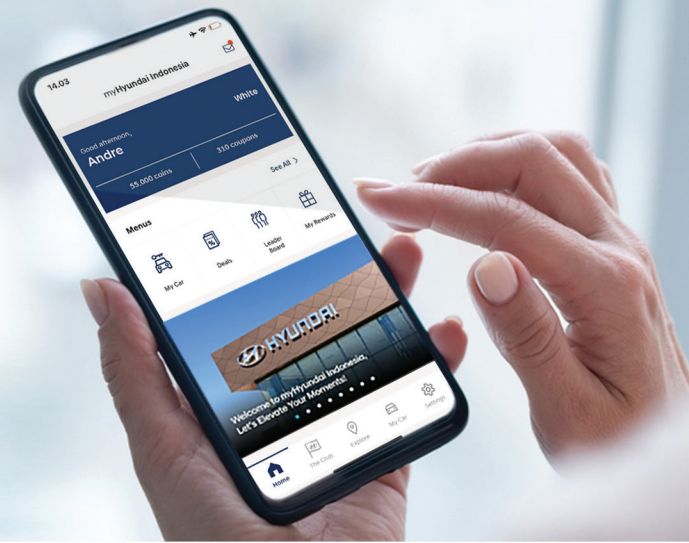 14.03
myHyundai Indonesia
Good afternoon,
Andre
White
55.000 coins
310 coupons
Menus
See All
My Car
Deals
Leader
Board
My Rewards
HYUNDAI
Welcome to myHyundai Indonesia,
Let's Elevate Your Moments!
Home
The Club
Explore
My Car
Settings